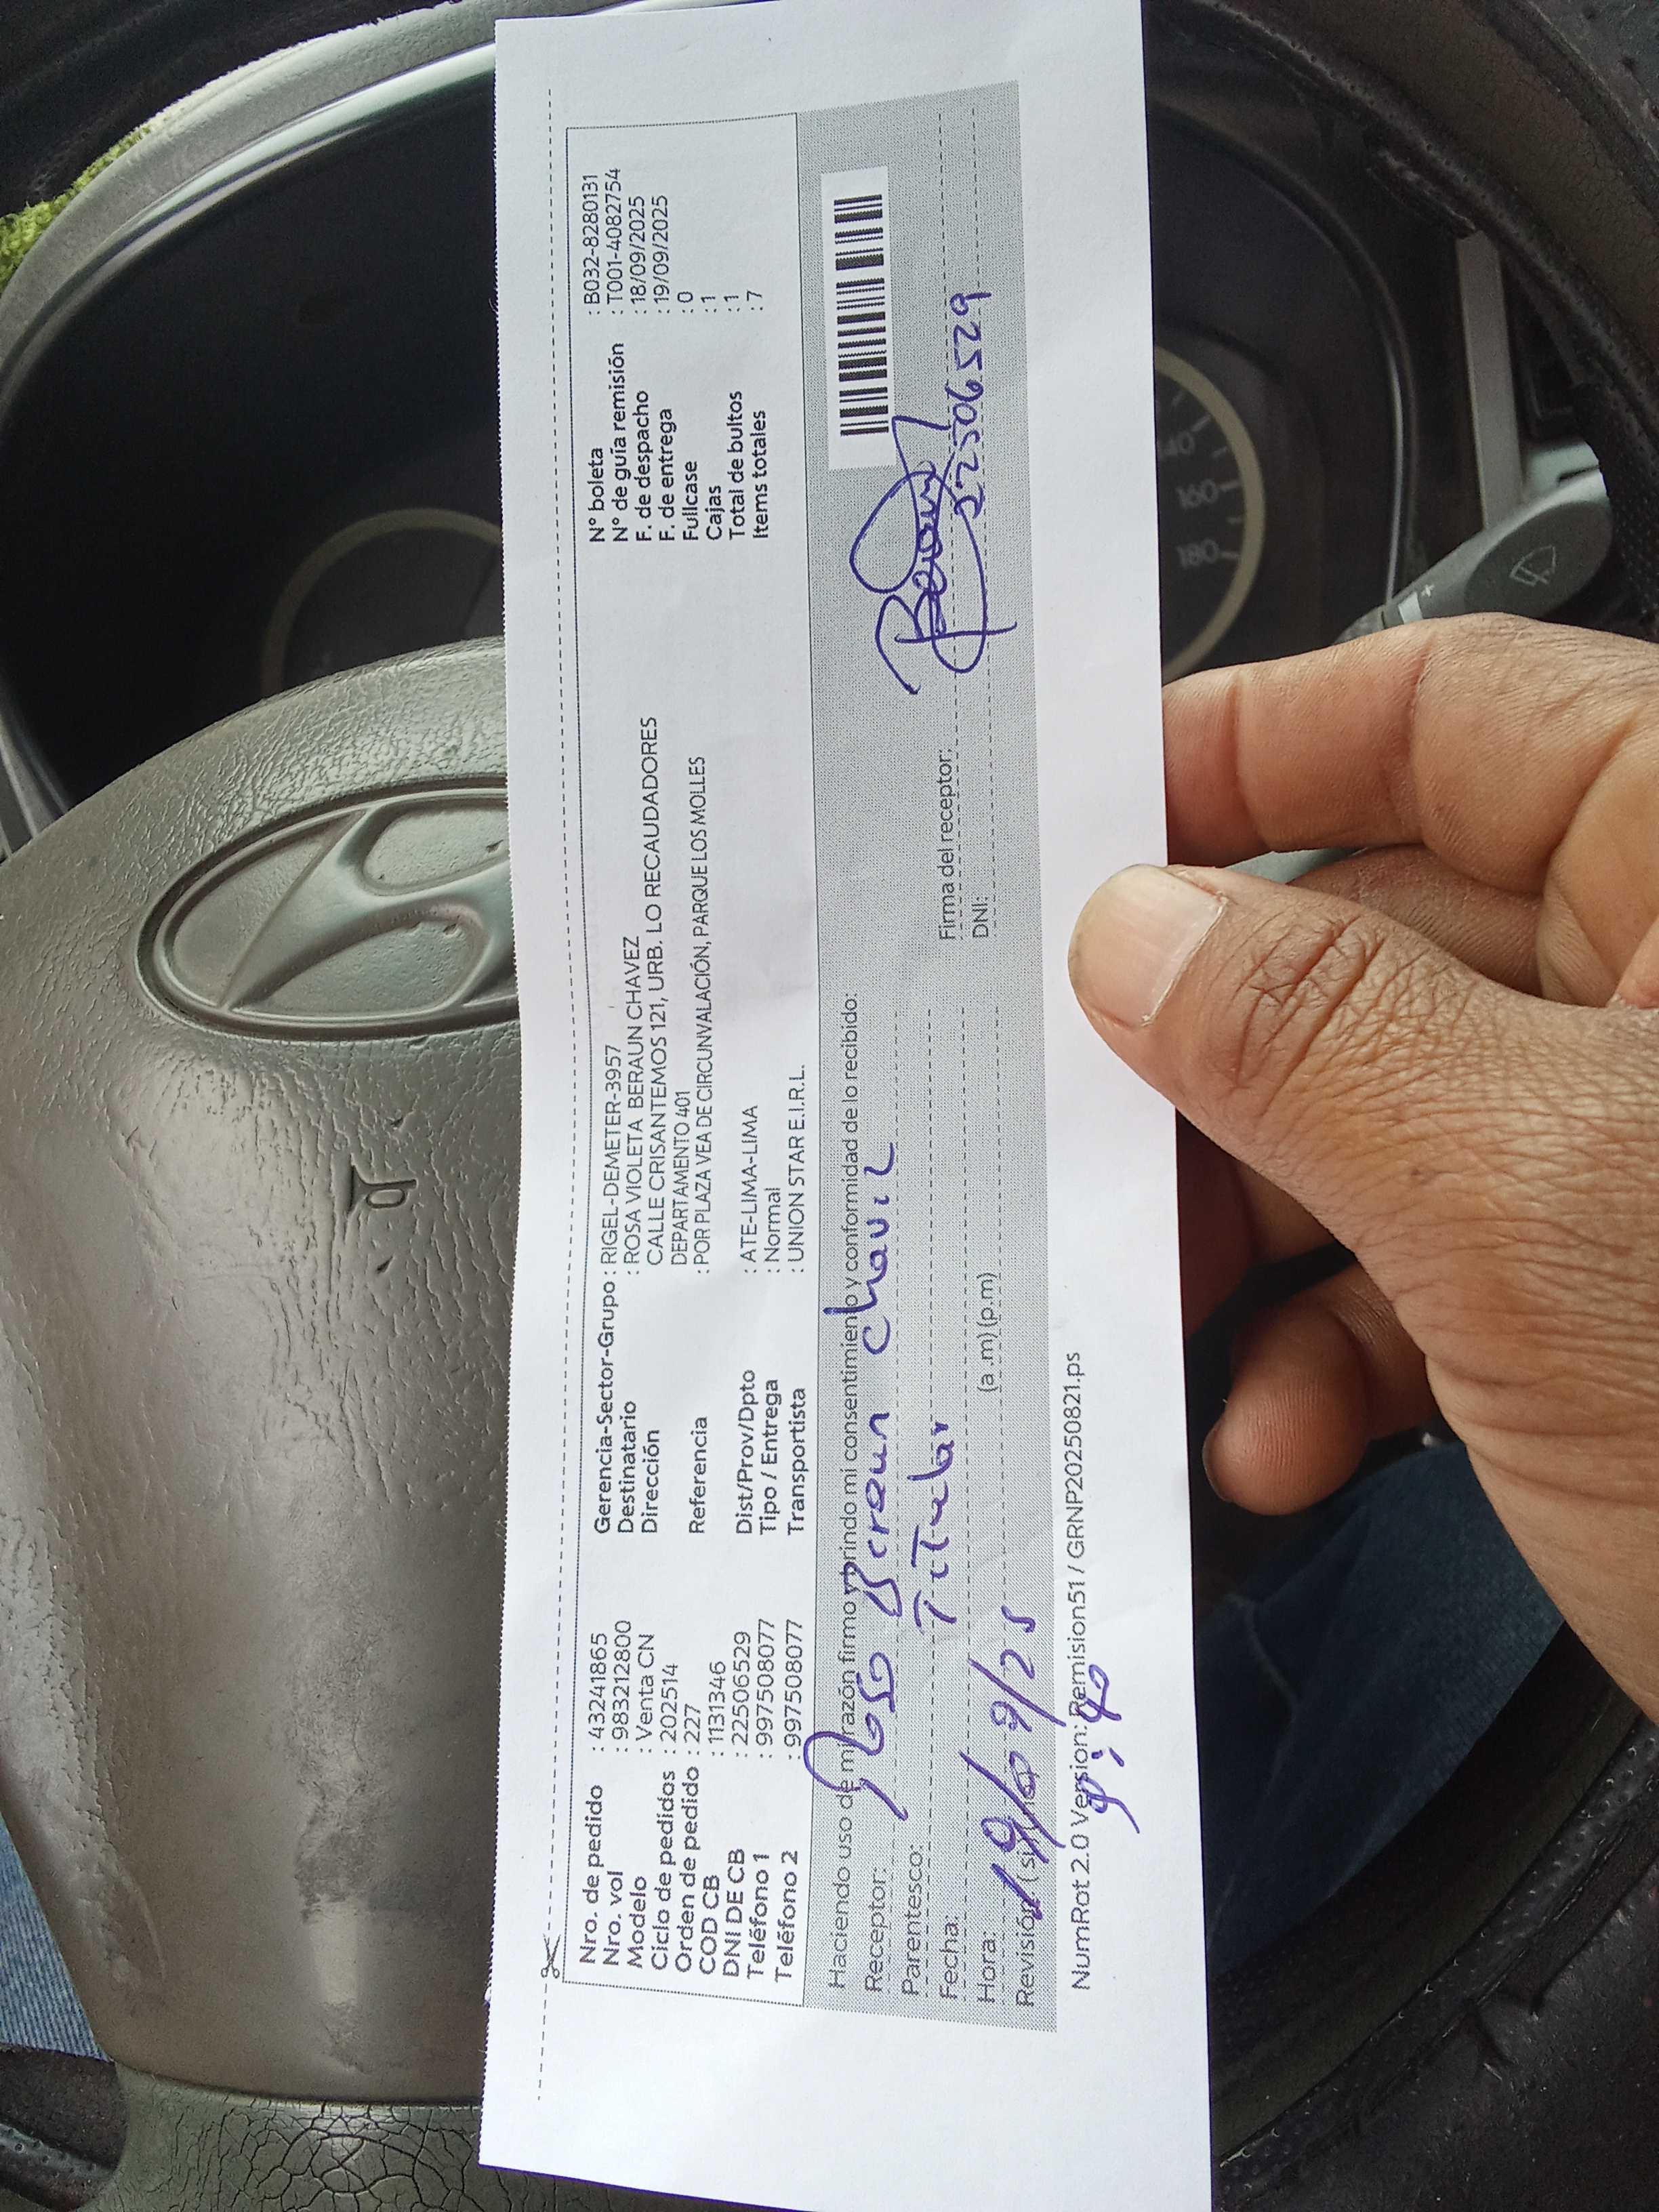 Nro. de pedido : 43241865
Nro. vol : 983212800
Modelo : Venta CN
Ciclo de pedidos : 202514
Orden de pedido : 227
COD CB : 1131346
DNI DE CB : 22506529
Teléfono 1 : 997508077
Teléfono 2 : 997508077
Gerencia-Sector-Grupo : RIGEL-DEMETER-3957
Destinatario : ROSA VIOLETA BERAUN CHAVEZ
Dirección CALLE CRISANTEMOS 121, URB. LO RECAUDADORES
DEPARTAMENTO 401
Referencia : POR PLAZA VEA DE CIRCUNVALACIÓN, PARQUE LOS MOLLES
Dist/Prov/Dpto : ATE-LIMA-LIMA
Tipo / Entrega : Normal
Transportista : UNION STAR E.I.R.L.
N° boleta : B032-8280131
N° de guía remisión : T001-4082754
F. de despacho : 18/09/2025
F. de entrega : 19/09/2025
Fullcase : 0
Cajas : 1
Total de bultos : 1
Items totales : 7
Haciendo uso de mi razón firmo y brindo mi consentimiento y conformidad de lo recibido:
Receptor: Rosa Beraun
Parentesco: Titular
Fecha: 19/09/25
Hora: (a .m) (p.m)
Revisión:
Firma del receptor:
DNI: 22506529
NumRot 2.0 Version: Remision51 / GRNP20250821.ps
9:40
160
180